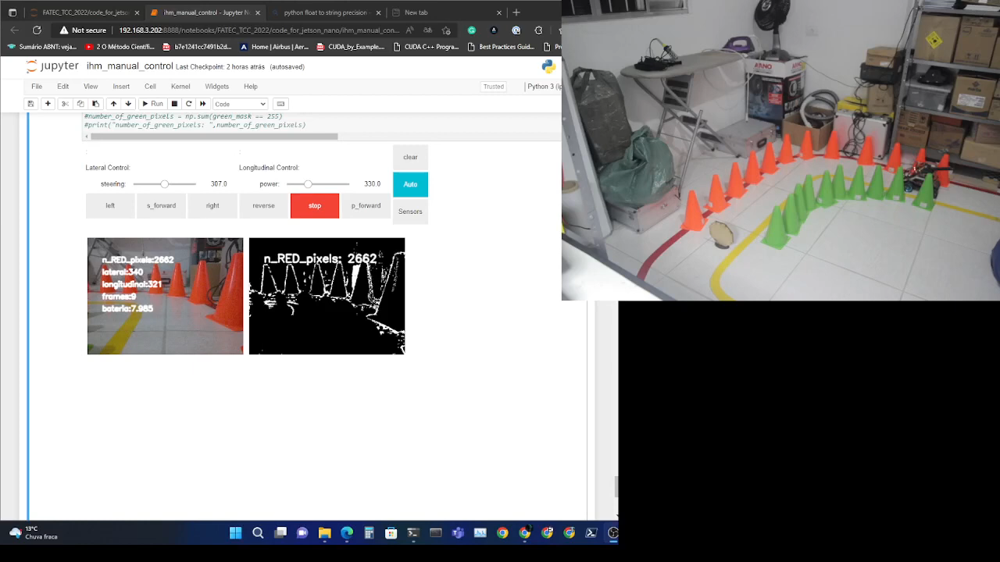 FATEC_TCC_2022/code_for_jetson
ihm_manual_control - Jupyter N
python float to string precision -
New tab
Not secure
192.168.3.202:8888/notebooks/FATEC_TCC_2022/code_for_jetson_nano/ihm_manual_con...
Sumário ABNT: veja...
2 O Método Científi...
b7e1241cc7491b2d...
Home | Airbus | Aer...
CUDA_by_Example...
CUDA C++ Progra...
Best Practices Guid...
jupyter
ihm_manual_control Last Checkpoint: 2 horas atrás (autosaved)
File Edit View Insert Cell Kernel Widgets Help
Trusted
Python 3 (ip
Run
Code
#number_of_green_pixels = np.sum(green_mask == 255)
#print("number_of_green_pixels: ",number_of_green_pixels)
: :
clear
Lateral Control: Longitudinal Control:
steering: 307.0 power: 330.0
Auto
left s_forward right reverse stop p_forward
Sensors
n_RED_pixels:2662
lateral:340
longitudinal:321
frames:9
bateria:7.985
n_RED_pixels: 2662
ARNO
13°C
Chuva fraca